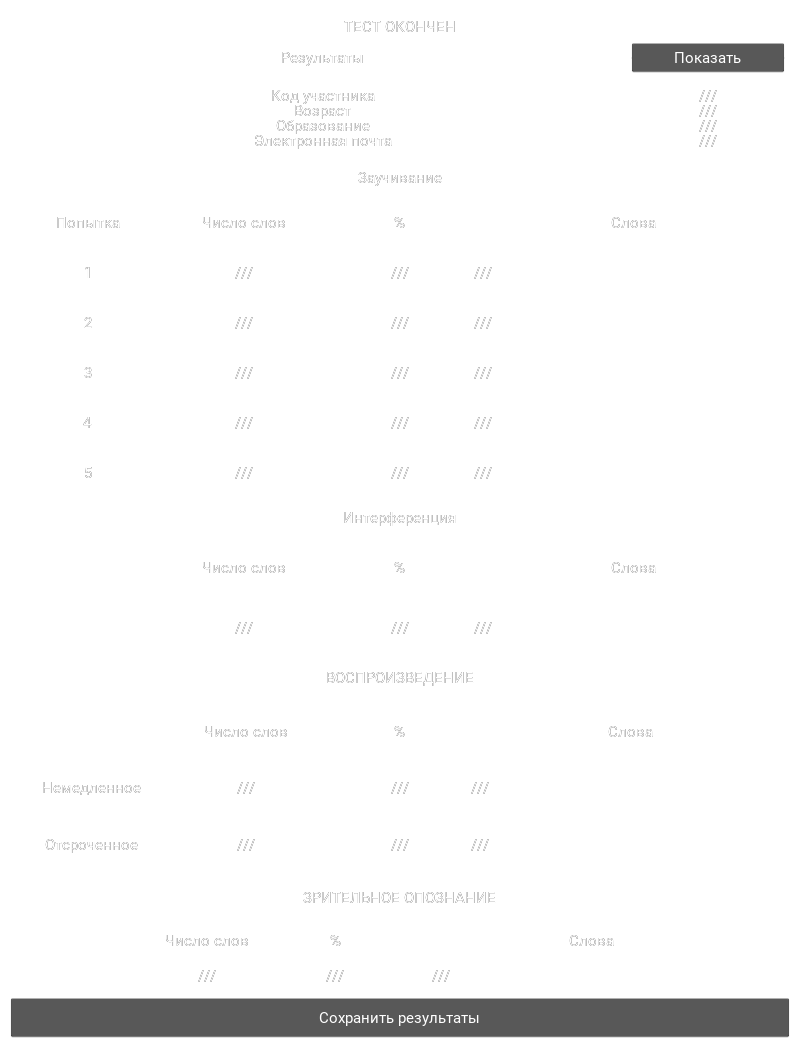 ТЕСТ ОКОНЧЕН
Результаты Показать
Код участника ///
Возраст ///
Образование ///
Электронная почта ///
Заучивание
Попытка Число слов % Слова
1 /// /// ///
2 /// /// ///
3 /// /// ///
4 /// /// ///
5 /// /// ///
Интерференция
Число слов % Слова
/// /// ///
ВОСПРОИЗВЕДЕНИЕ
Число слов % Слова
Немедленное /// /// ///
Отсроченное /// /// ///
ЗРИТЕЛЬНОЕ ОПОЗНАНИЕ
Число слов % Слова
/// /// ///
Сохранить результаты